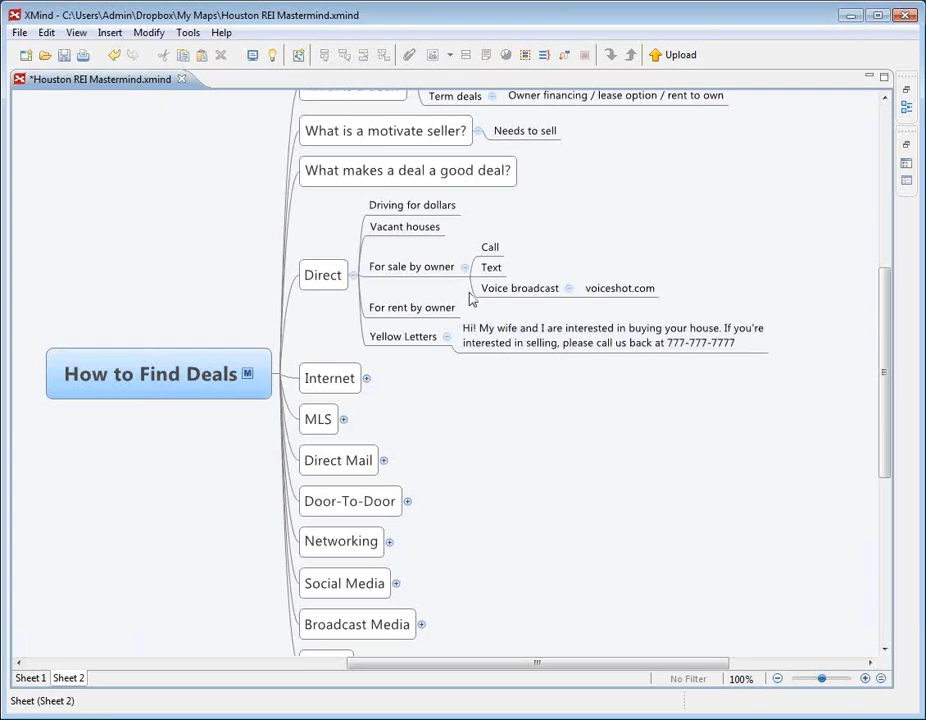 XMind - C:\Users\Admin\Dropbox\My Maps\Houston REI Mastermind.xmind
File Edit View Insert Modify Tools Help
Upload
*Houston REI Mastermind.xmind
Term deals
Owner financing / lease option / rent to own
What is a motivate seller?
Needs to sell
What makes a deal a good deal?
Driving for dollars
Vacant houses
Call
Direct
For sale by owner
Text
Voice broadcast
voiceshot.com
For rent by owner
Yellow Letters
Hi! My wife and I are interested in buying your house. If you're
interested in selling, please call us back at 777-777-7777
How to Find Deals
M
Internet
MLS
Direct Mail
Door-To-Door
Networking
Social Media
Broadcast Media
Sheet 1 Sheet 2
No Filter
100%
Sheet (Sheet 2)